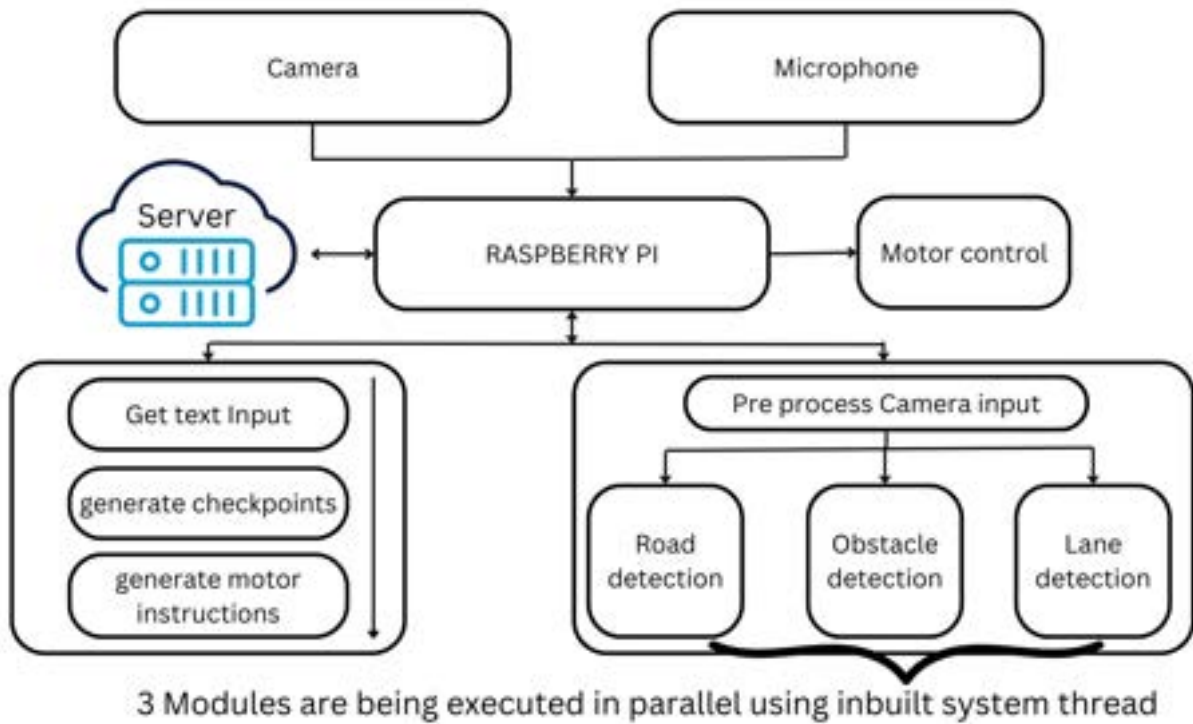 Camera
Microphone
Server
RASPBERRY PI
Motor control
Get text Input
generate checkpoints
generate motor
instructions
Pre process Camera input
Road
detection
Obstacle
detection
Lane
detection
3 Modules are being executed in parallel using inbuilt system thread